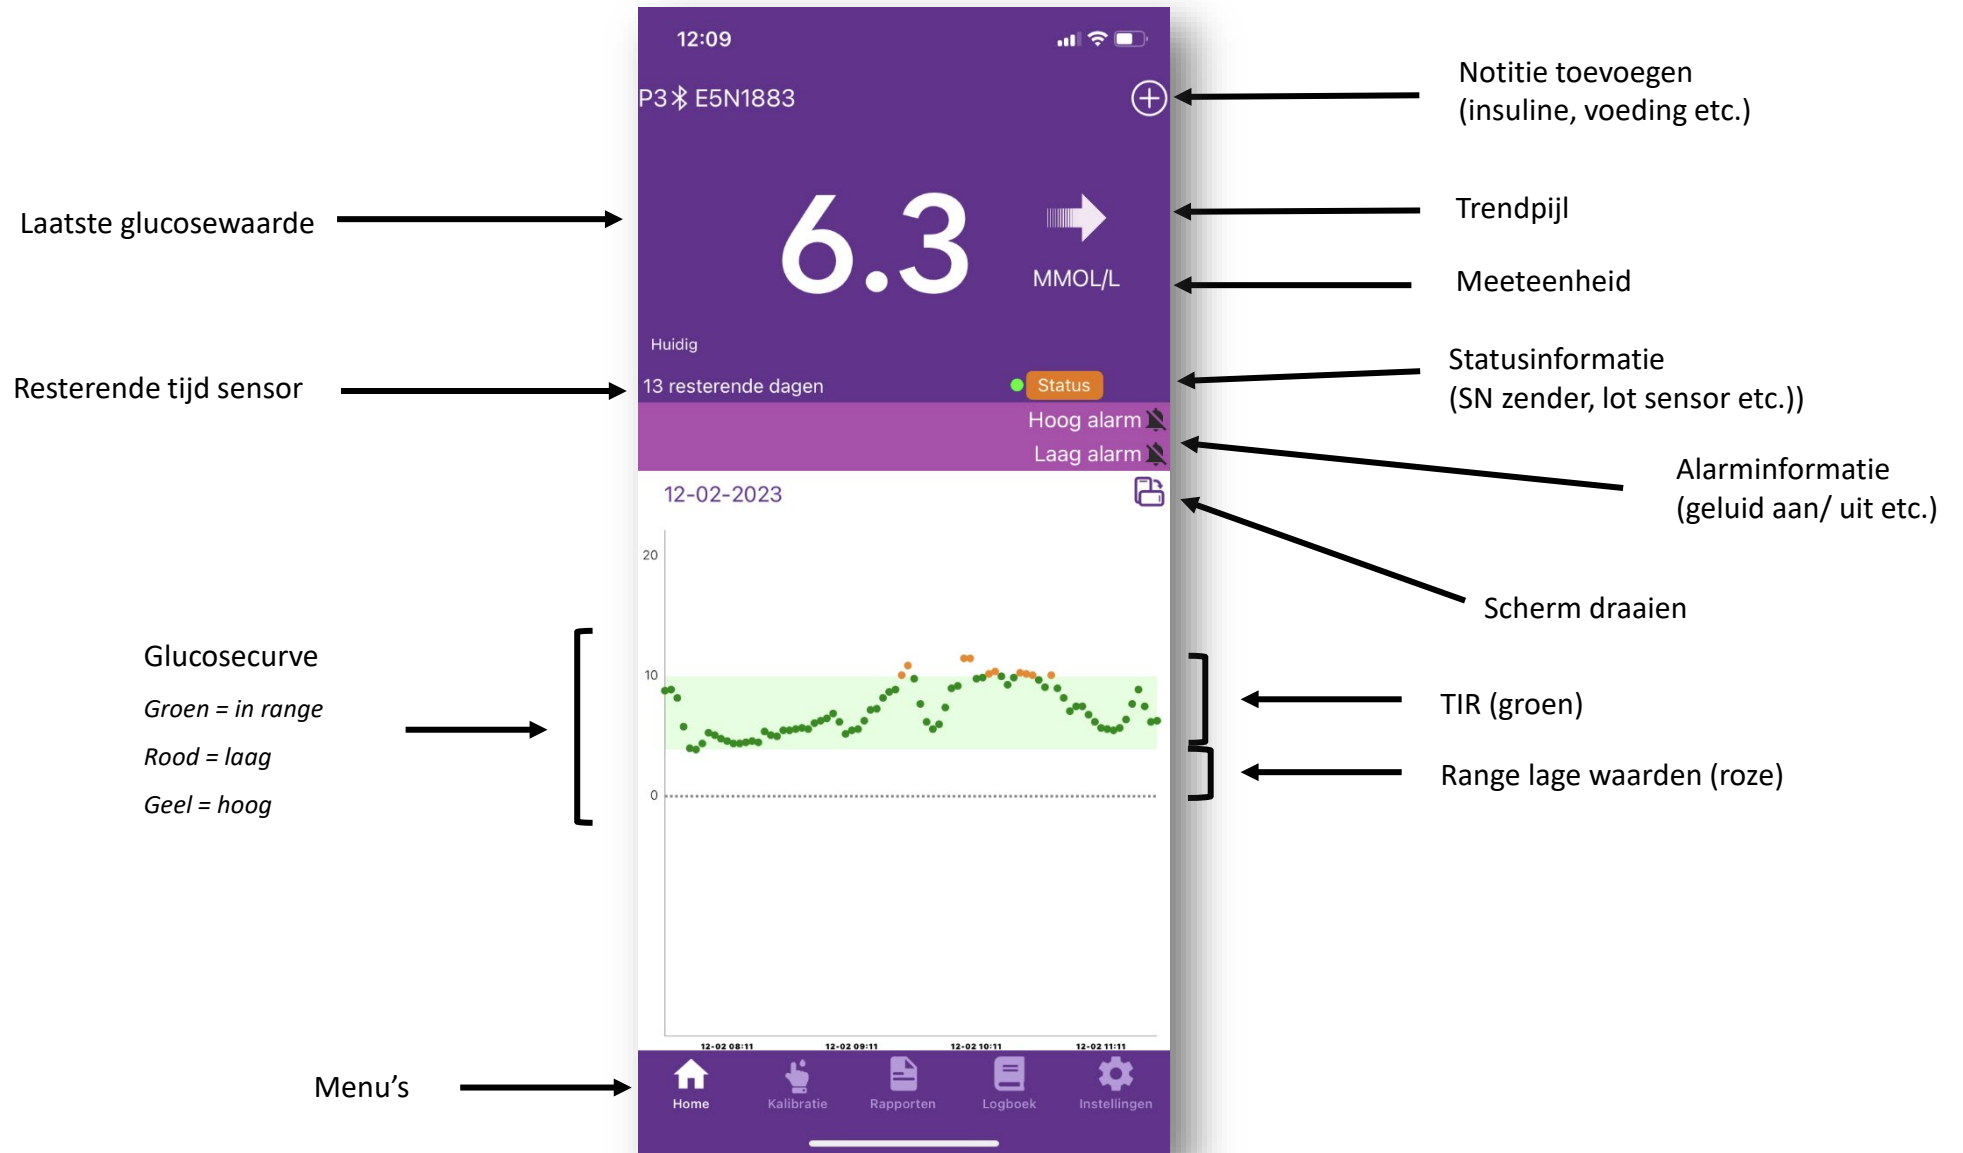 12:09
P3 E5N1883
Notitie toevoegen
(insuline, voeding etc.)
Laatste glucosewaarde
6.3
Trendpijl
MMOL/L
Meeteenheid
Huidig
Resterende tijd sensor
13 resterende dagen
Status
Statusinformatie
(SN zender, lot sensor etc.))
Hoog alarm
Laag alarm
Alarminformatie
(geluid aan/ uit etc.)
12-02-2023
Scherm draaien
20
10
0
Glucosecurve
Groen = in range
Rood = laag
Geel = hoog
TIR (groen)
Range lage waarden (roze)
12-02 08:11 12-02 09:11 12-02 10:11 12-02 11:11
Menu's
Home Kalibratie Rapporten Logboek Instellingen